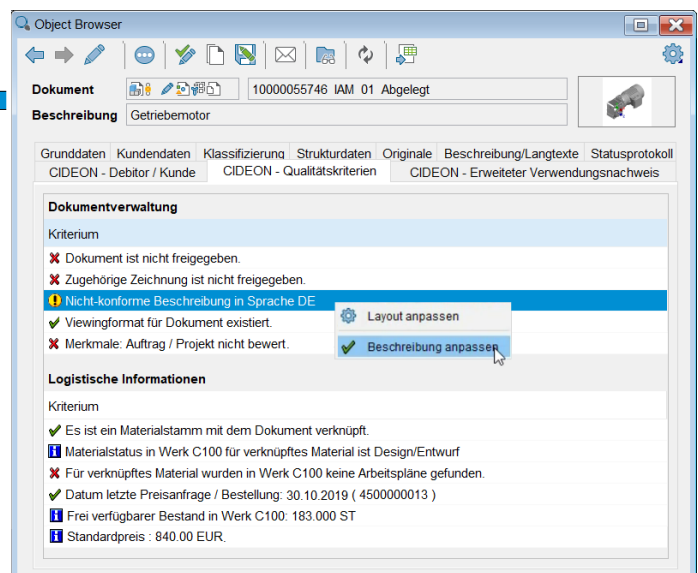 Object Browser
Dokument 10000055746 IAM 01 Abgelegt
Beschreibung Getriebemotor
Grunddaten Kundendaten Klassifizierung Strukturdaten Originale Beschreibung/Langtexte Statusprotokoll
CIDEON - Debitor / Kunde CIDEON - Qualitätskriterien CIDEON - Erweiteter Verwendungsnachweis
Dokumentverwaltung
Kriterium
Dokument ist nicht freigegeben.
Zugehörige Zeichnung ist nicht freigegeben.
Nicht-konforme Beschreibung in Sprache DE
Layout anpassen
Viewingformat für Dokument existiert.
Merkmale: Auftrag / Projekt nicht bewert.
Beschreibung anpassen
Logistische Informationen
Kriterium
Es ist ein Materialstamm mit dem Dokument verknüpft.
Materialstatus in Werk C100 für verknüpftes Material ist Design/Entwurf
Für verknüpftes Material wurden in Werk C100 keine Arbeitspläne gefunden.
Datum letzte Preisanfrage / Bestellung: 30.10.2019 ( 4500000013 )
Frei verfügbarer Bestand in Werk C100: 183.000 ST
Standardpreis : 840.00 EUR.